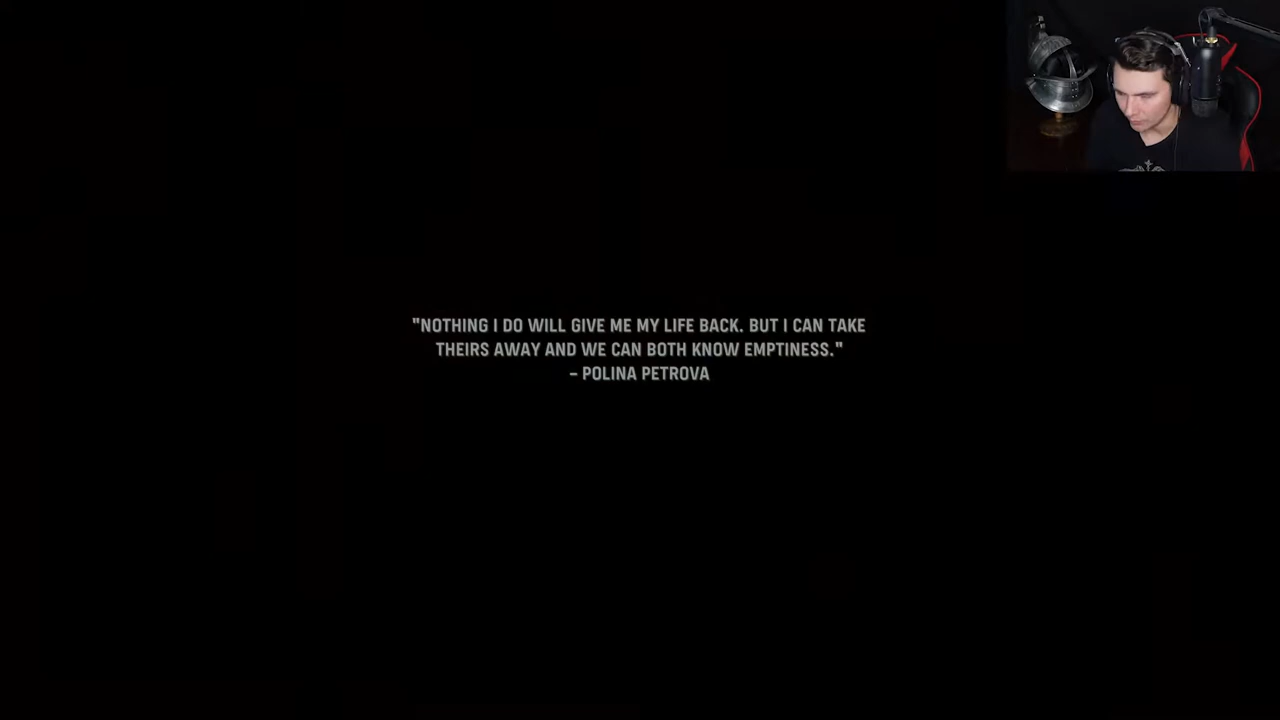 "NOTHING I DO WILL GIVE ME MY LIFE BACK. BUT I CAN TAKE
THEIRS AWAY AND WE CAN BOTH KNOW EMPTINESS."
– POLINA PETROVA